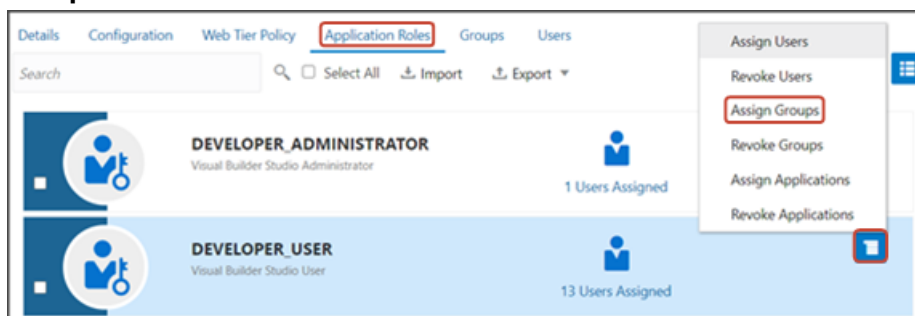 Details Configuration Web Tier Policy Application Roles Groups Users
Search Select All Import Export
Assign Users
Revoke Users
Assign Groups
Revoke Groups
Assign Applications
Revoke Applications
DEVELOPER_ADMINISTRATOR
Visual Builder Studio Administrator
1 Users Assigned
DEVELOPER_USER
Visual Builder Studio User
13 Users Assigned